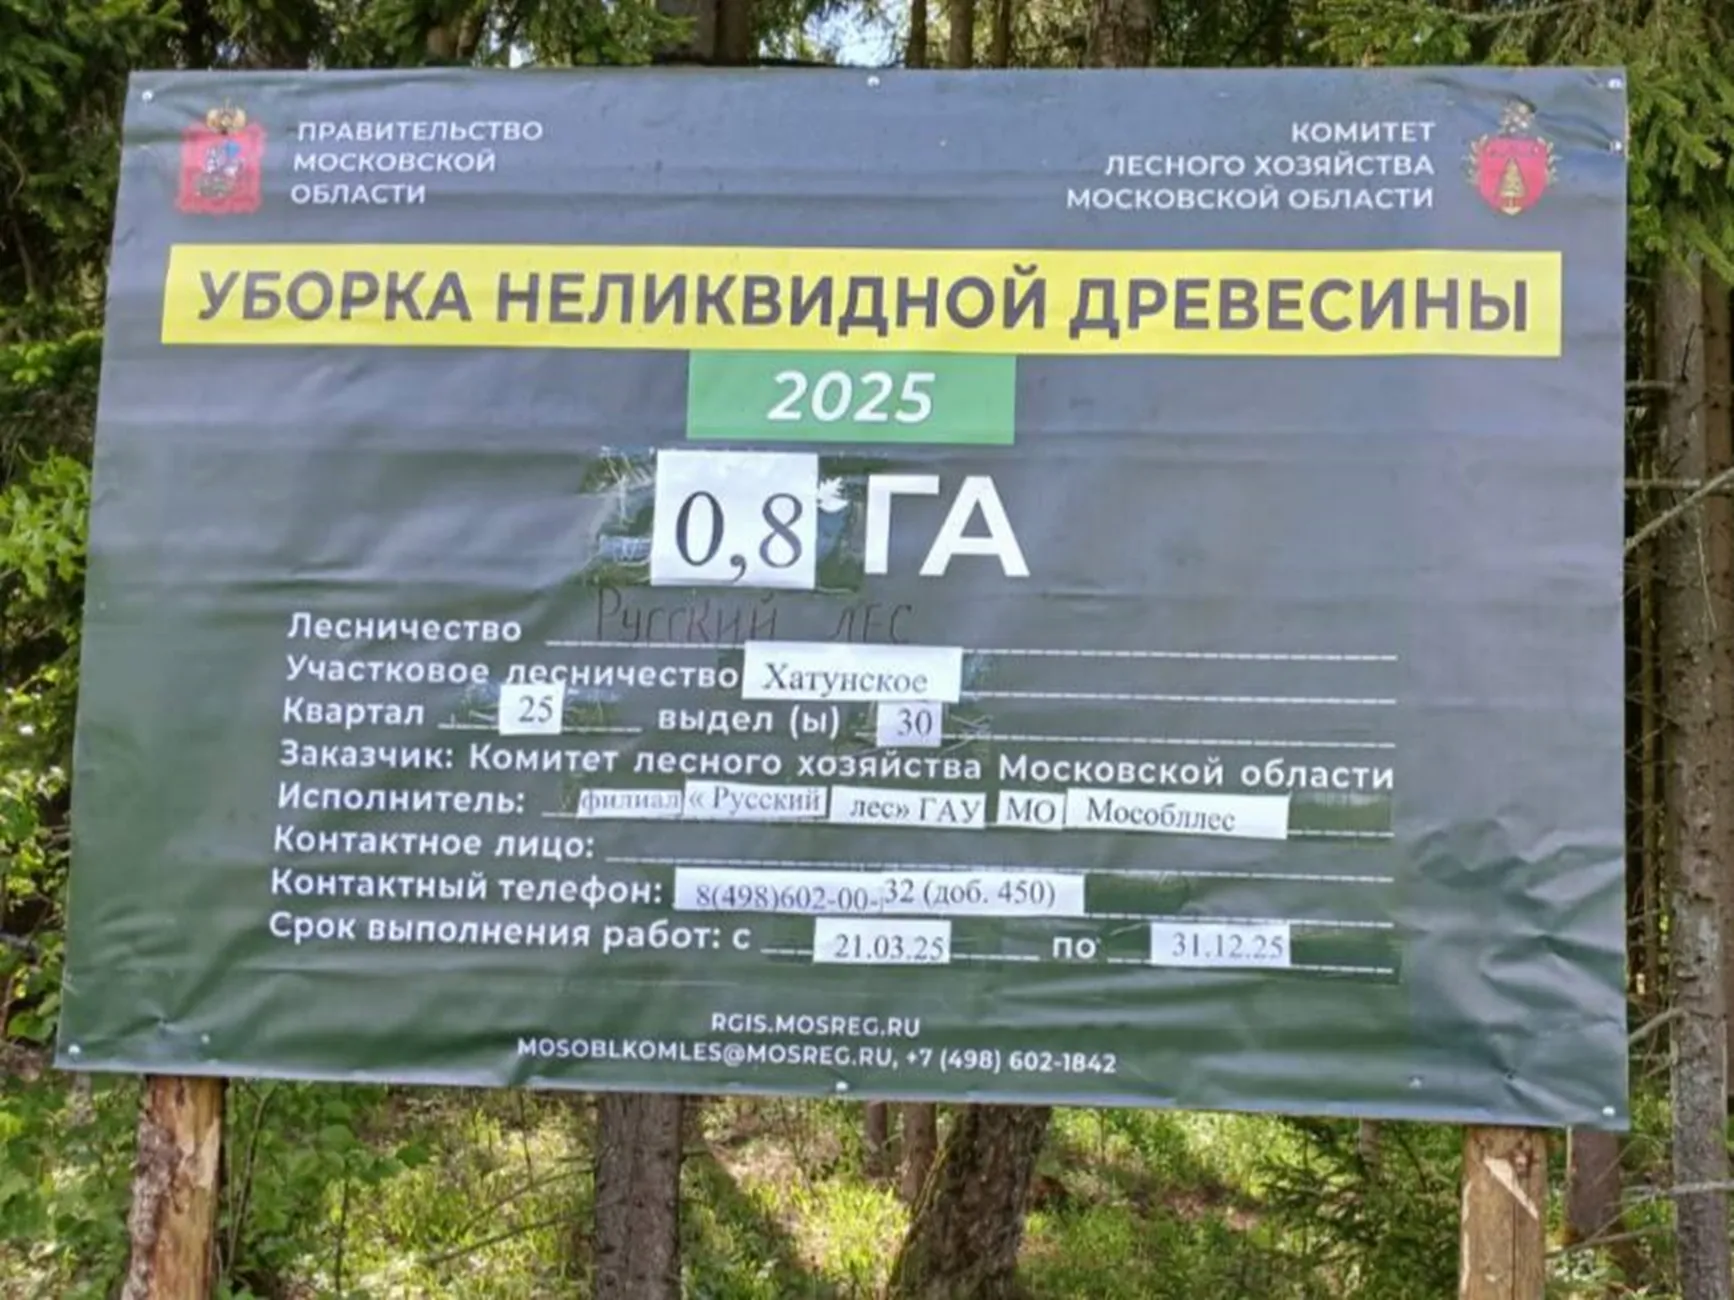 ПРАВИТЕЛЬСТВО
МОСКОВСКОЙ
ОБЛАСТИ
КОМИТЕТ
ЛЕСНОГО ХОЗЯЙСТВА
МОСКОВСКОЙ ОБЛАСТИ
УБОРКА НЕЛИКВИДНОЙ ДРЕВЕСИНЫ
2025
0,8 ГА
Лесничество Русский лес
Участковое лесничество Хатунское
Квартал 25 выдел (ы) 30
Заказчик: Комитет лесного хозяйства Московской области
Исполнитель: филиал « Русский лес» ГАУ МО Мособллес
Контактное лицо:
Контактный телефон: 8(498)602-00-32 (доб. 450)
Срок выполнения работ: с 21.03.25 по 31.12.25
RGIS.MOSREG.RU
MOSOBLKOMLES@MOSREG.RU, +7 (498) 602-1842